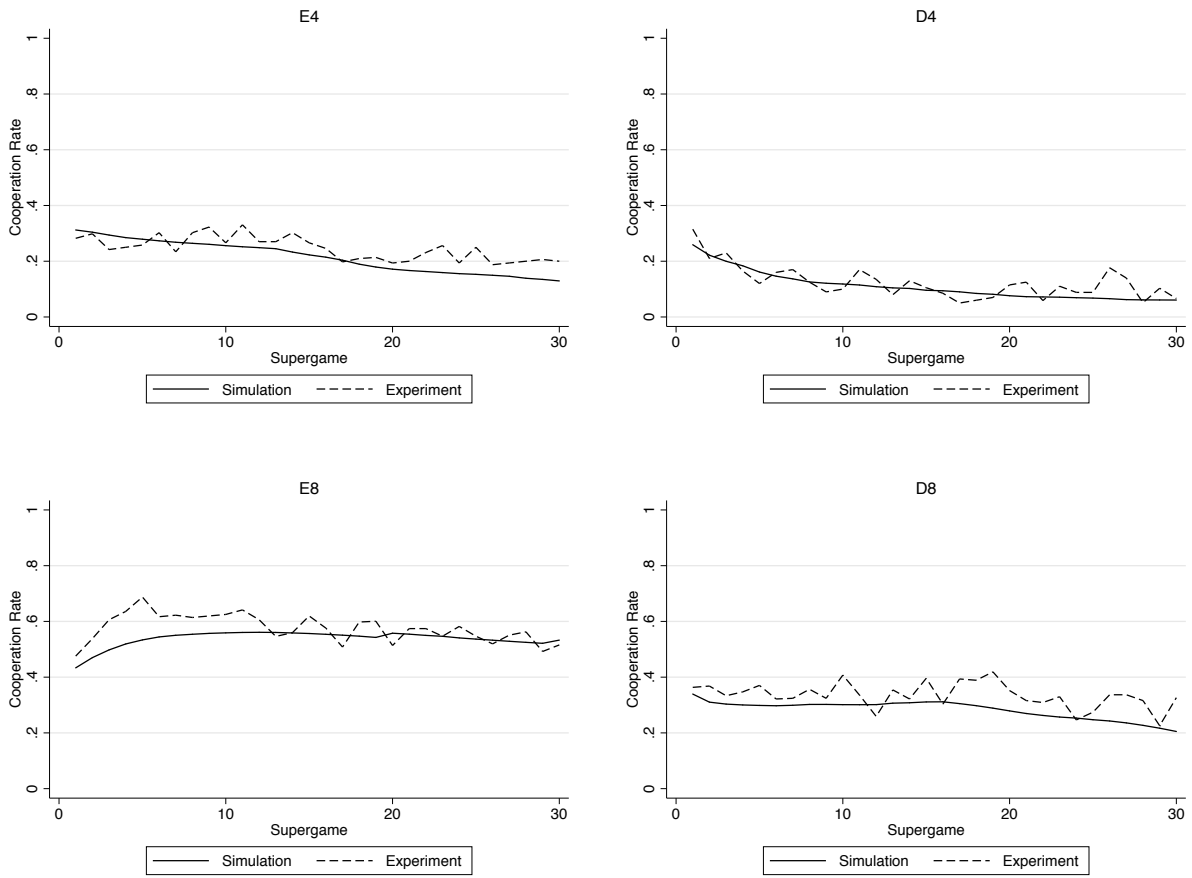 E4
D4
1
.8
.6
.4
.2
0
Cooperation Rate
0 10 20 30
Supergame
Simulation Experiment
1
.8
.6
.4
.2
0
Cooperation Rate
0 10 20 30
Supergame
Simulation Experiment
E8
D8
1
.8
.6
.4
.2
0
Cooperation Rate
0 10 20 30
Supergame
Simulation Experiment
1
.8
.6
.4
.2
0
Cooperation Rate
0 10 20 30
Supergame
Simulation Experiment